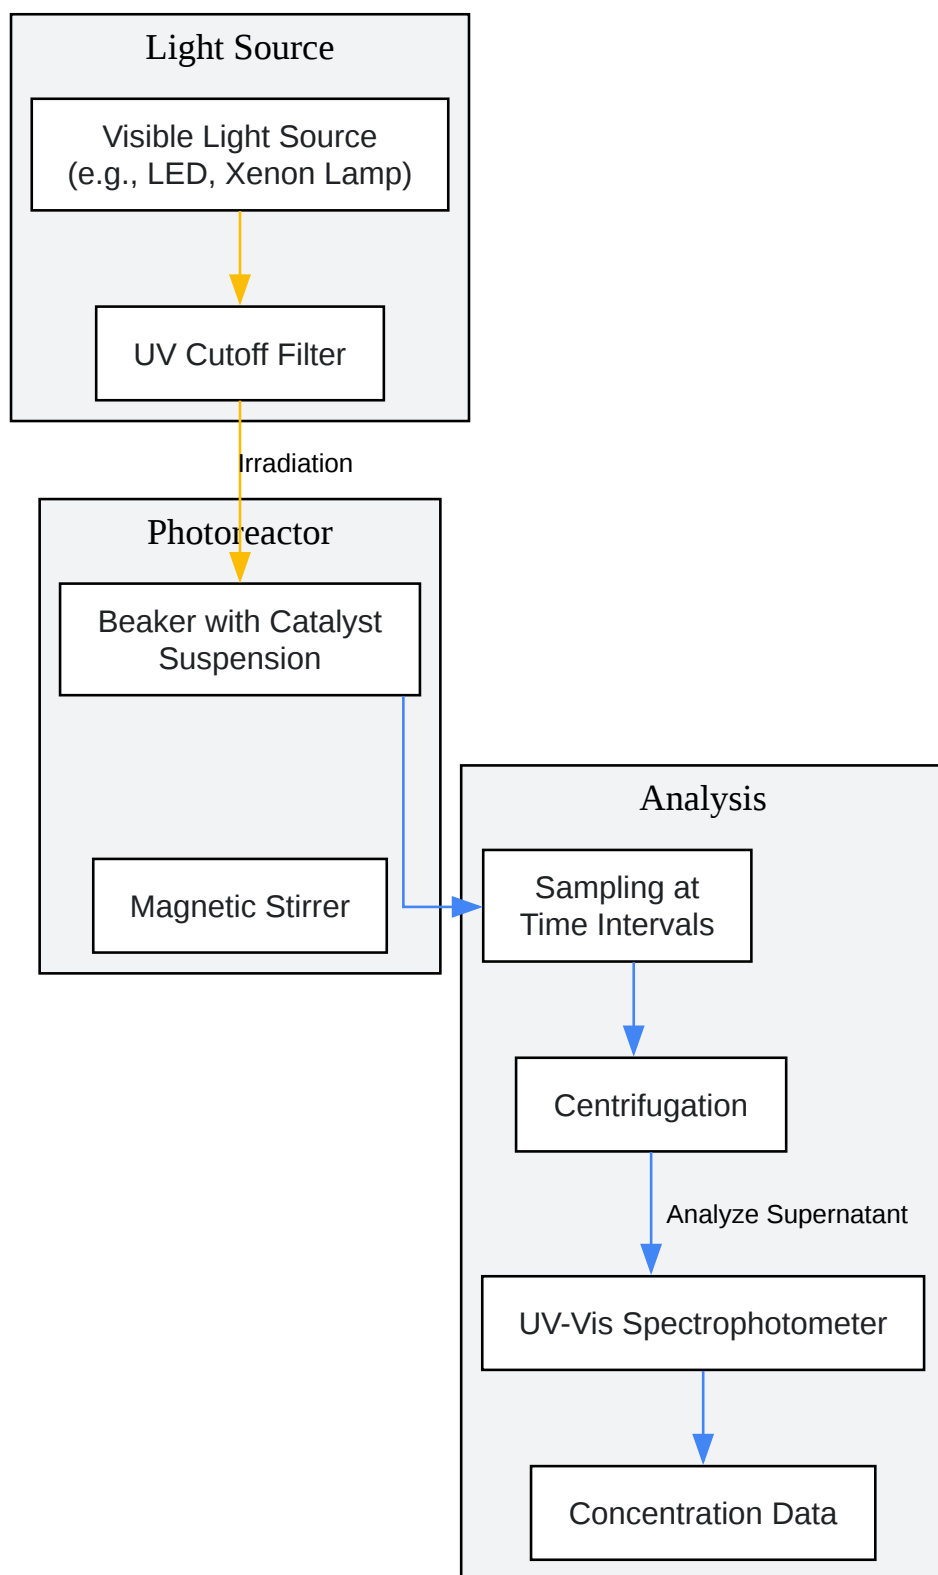 Light Source
Visible Light Source
(e.g., LED, Xenon Lamp)
UV Cutoff Filter
Irradiation
Photoreactor
Beaker with Catalyst
Suspension
Magnetic Stirrer
Analysis
Sampling at
Time Intervals
Centrifugation
Analyze Supernatant
UV-Vis Spectrophotometer
Concentration Data